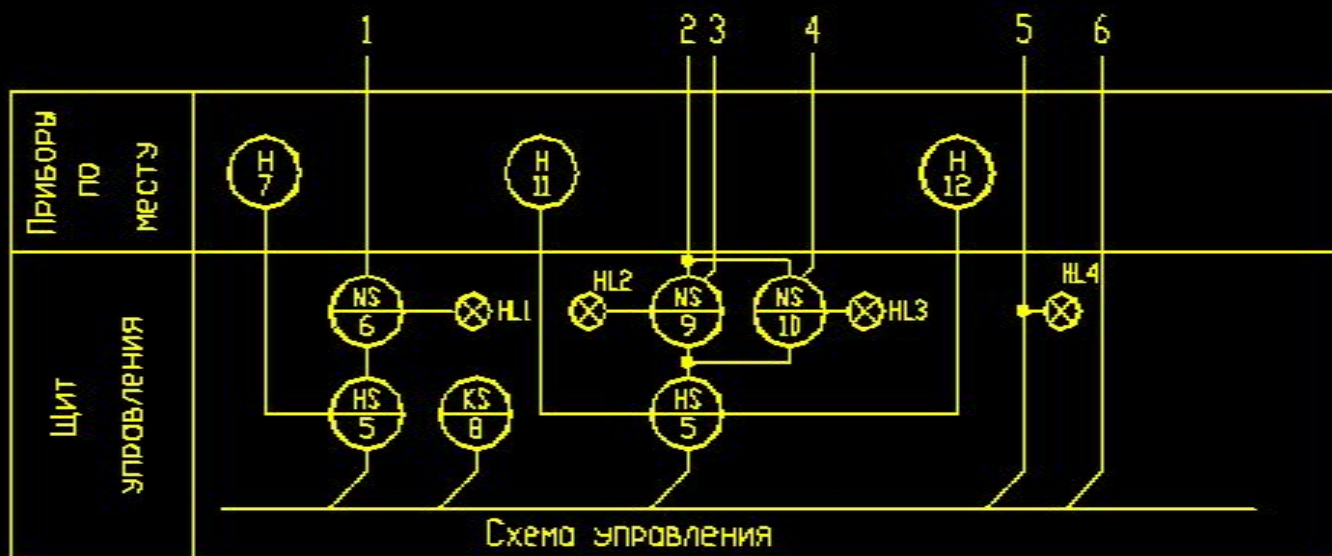 1 2 3 4 5 6
Приборы
по
месту
H
7
H
11
H
12
NS
6
HL1
HL2
NS
9
NS
10
HL3
HL4
Щит
управления
HS
5
KS
8
HS
5
Схема управления